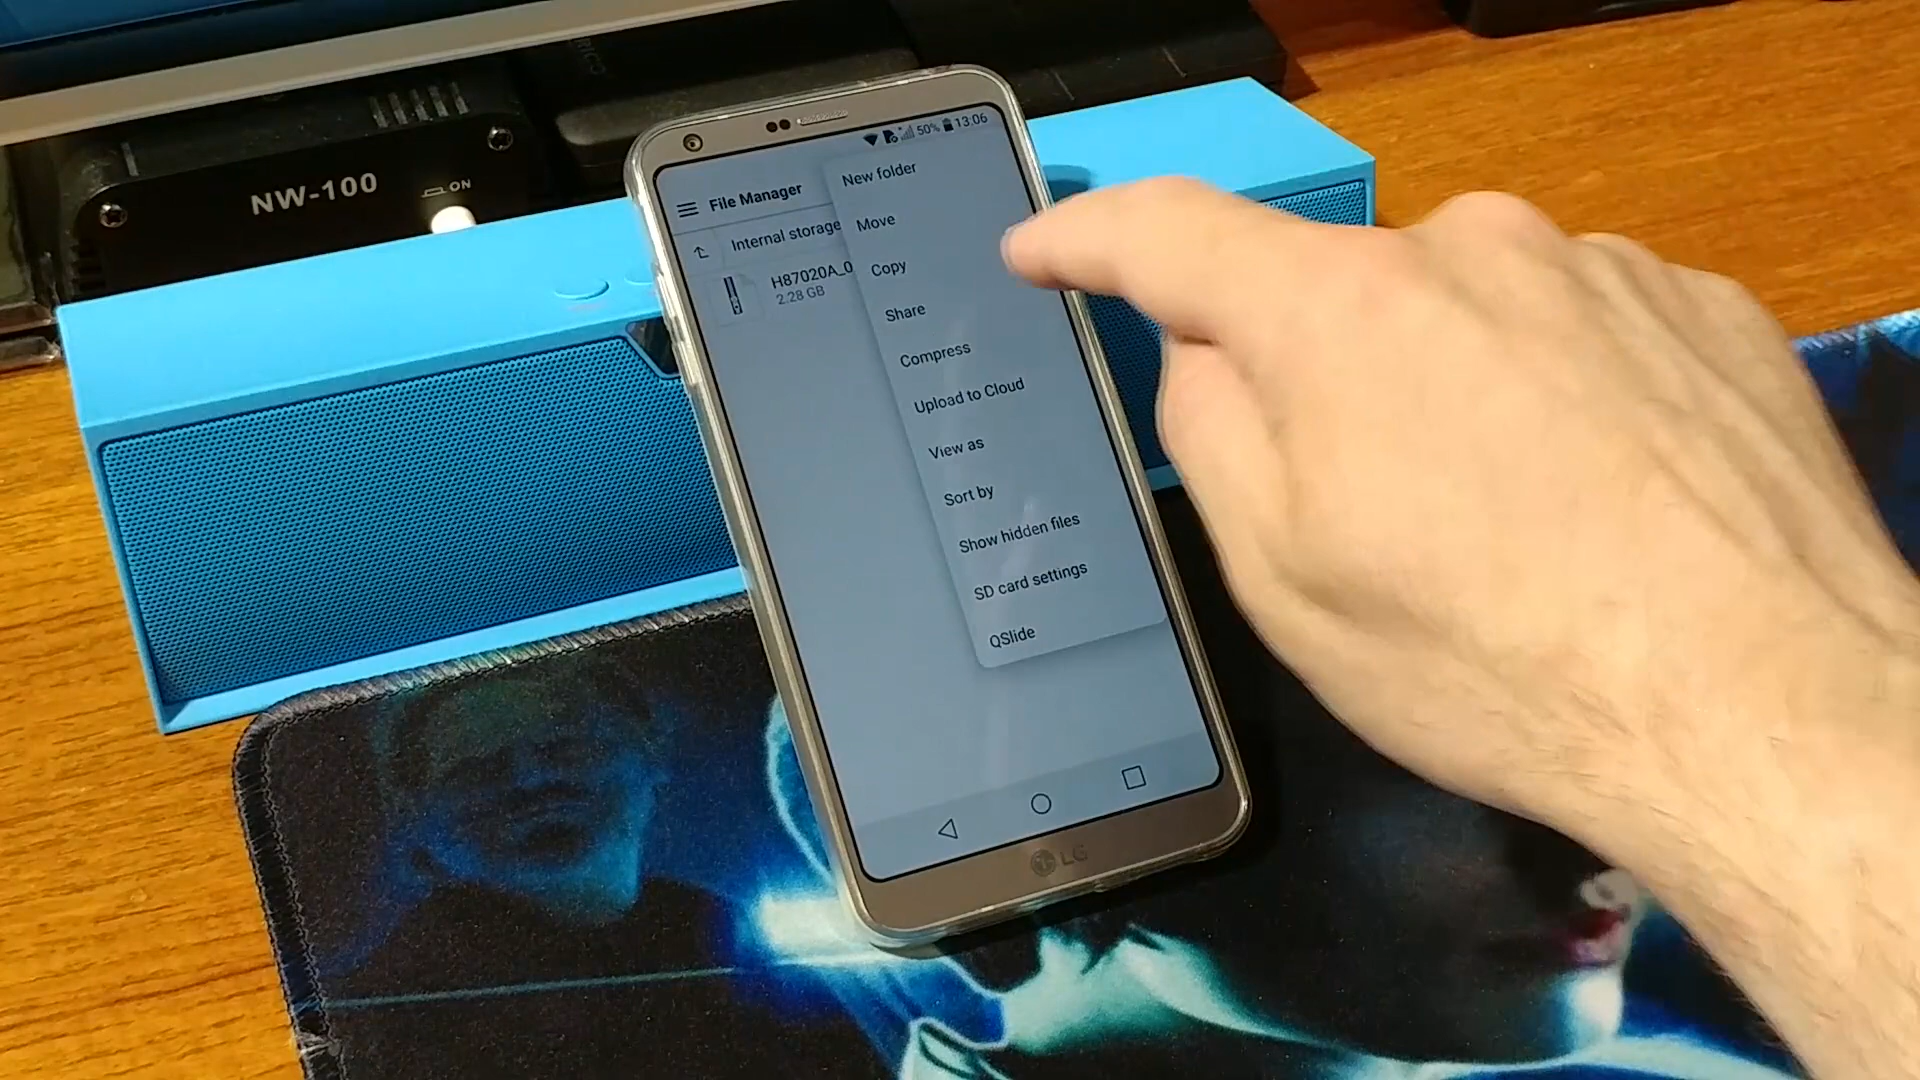 NW-100
ON
50% 13:06
File Manager
Internal storage
H87020A_0
2.28 GB
New folder
Move
Copy
Share
Compress
Upload to Cloud
View as
Sort by
Show hidden files
SD card settings
QSlide
LG